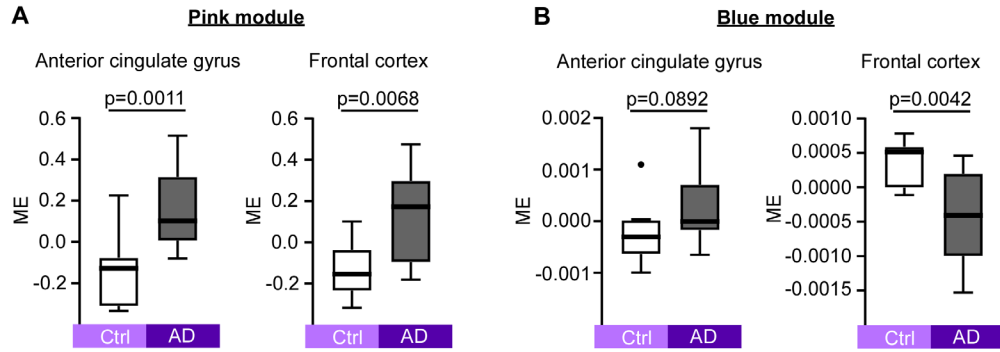 A
Pink module
Anterior cingulate gyrus
Frontal cortex
p=0.0011
p=0.0068
ME
0.6
0.4
0.2
0.0
-0.2
Ctrl
AD
ME
0.6
0.4
0.2
0.0
-0.2
Ctrl
AD
B
Blue module
Anterior cingulate gyrus
Frontal cortex
p=0.0892
p=0.0042
ME
0.002
0.001
0.000
-0.001
Ctrl
AD
ME
0.0010
0.0005
0.0000
-0.0005
-0.0010
-0.0015
Ctrl
AD